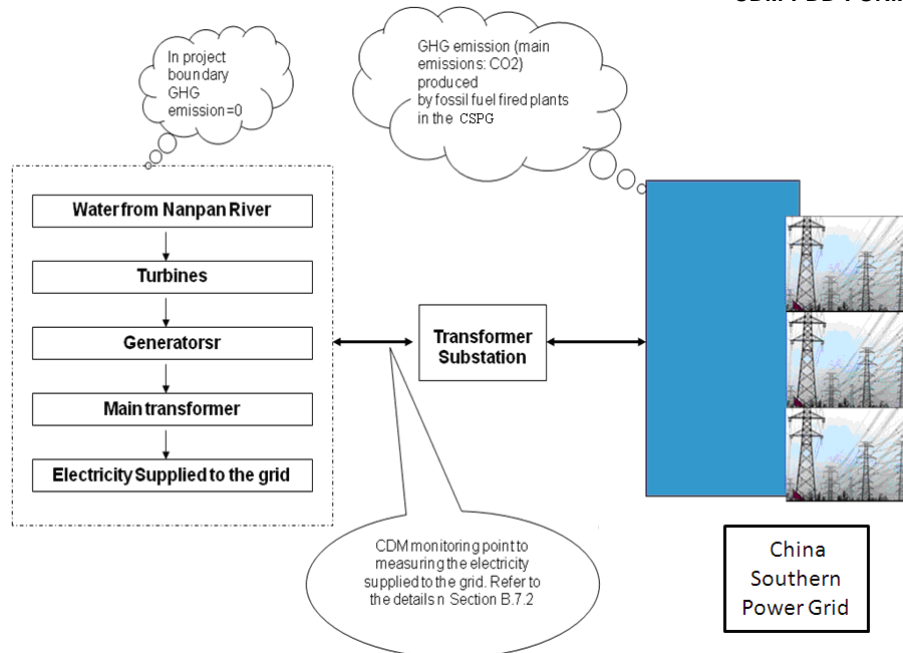 In project
boundary
GHG
emission=0
GHG emission (main
emissions: CO2)
produced
by fossil fuel fired plants
in the CSPG
Water from Nanpan River
Turbines
Generatorsr
Main transformer
Electricity Supplied to the grid
Transformer
Substation
CDM monitoring point to
measuring the electricity
supplied to the grid. Refer to
the details n Section B.7.2
China
Southern
Power Grid